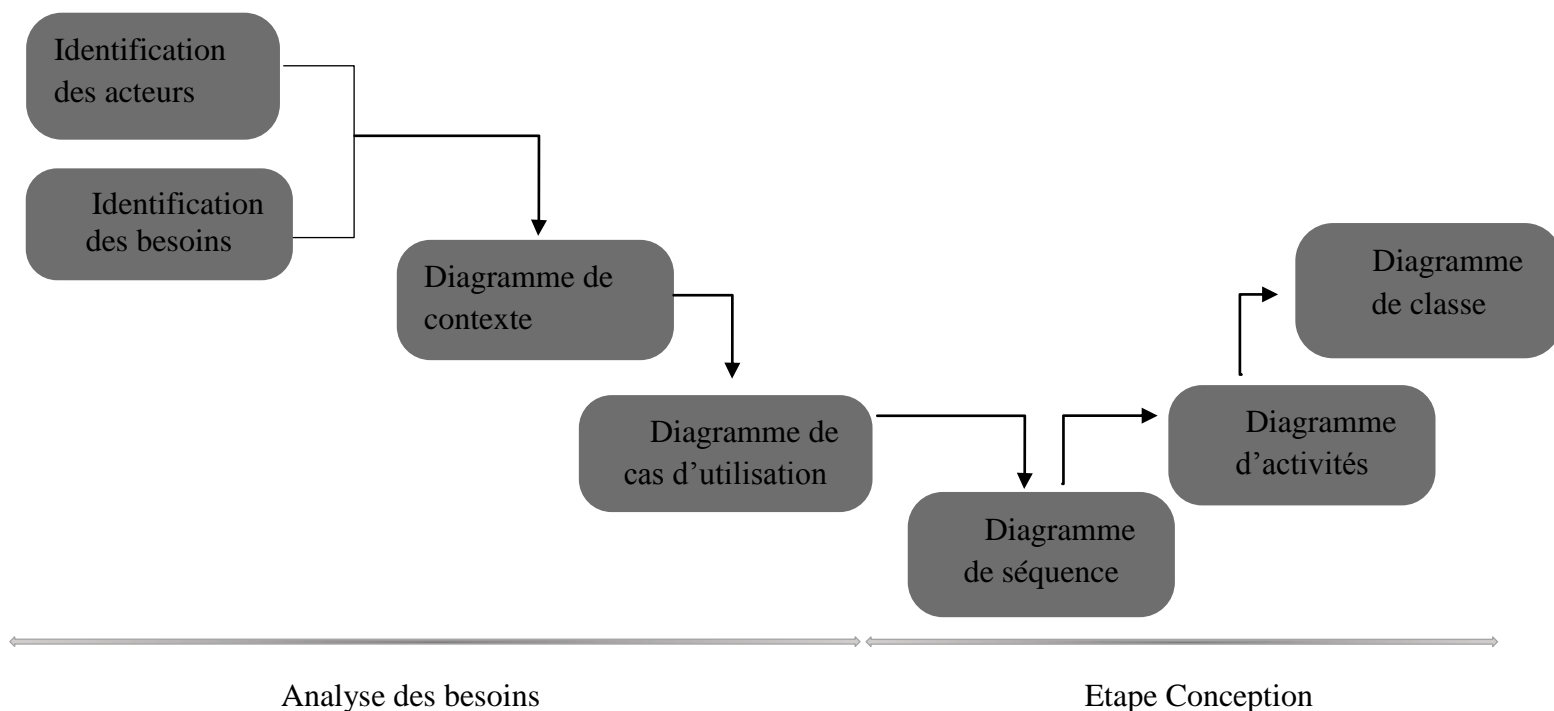 Identification
des acteurs
Identification
des besoins
Diagramme de
contexte
Diagramme de
cas d’utilisation
Diagramme
de séquence
Diagramme
d’activités
Diagramme
de classe
Analyse des besoins
Etape Conception